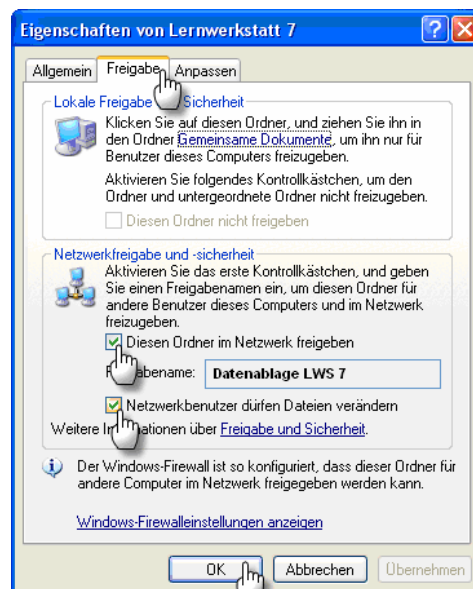 Eigenschaften von Lernwerkstatt 7
Allgemein Freigabe Anpassen
Lokale Freigabe Sicherheit
Klicken Sie auf diesen Ordner, und ziehen Sie ihn in
den Ordner Gemeinsame Dokumente, um ihn nur für
Benutzer dieses Computers freizugeben.
Aktivieren Sie folgendes Kontrollkästchen, um den
Ordner und untergeordnete Ordner nicht freizugeben.
Diesen Ordner nicht freigeben
Netzwerkfreigabe und -sicherheit
Aktivieren Sie das erste Kontrollkästchen, und geben
Sie einen Freigabenamen ein, um diesen Ordner für
andere Benutzer dieses Computers und im Netzwerk
freizugeben.
Diesen Ordner im Netzwerk freigeben
Datenablage LWS 7
Netzwerkbenutzer dürfen Dateien verändern
Weitere über Freigabe und Sicherheit.
Der Windows-Firewall ist so konfiguriert, dass dieser Ordner für
andere Computer im Netzwerk freigegeben werden kann.
Windows-Firewalleinstellungen anzeigen
OK Abbrechen Übernehmen